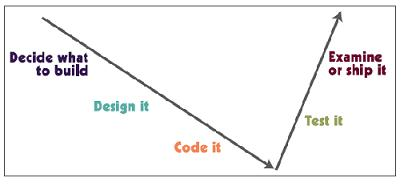 Decide what
to build
Design it
Code it
Test it
Examine
or ship it